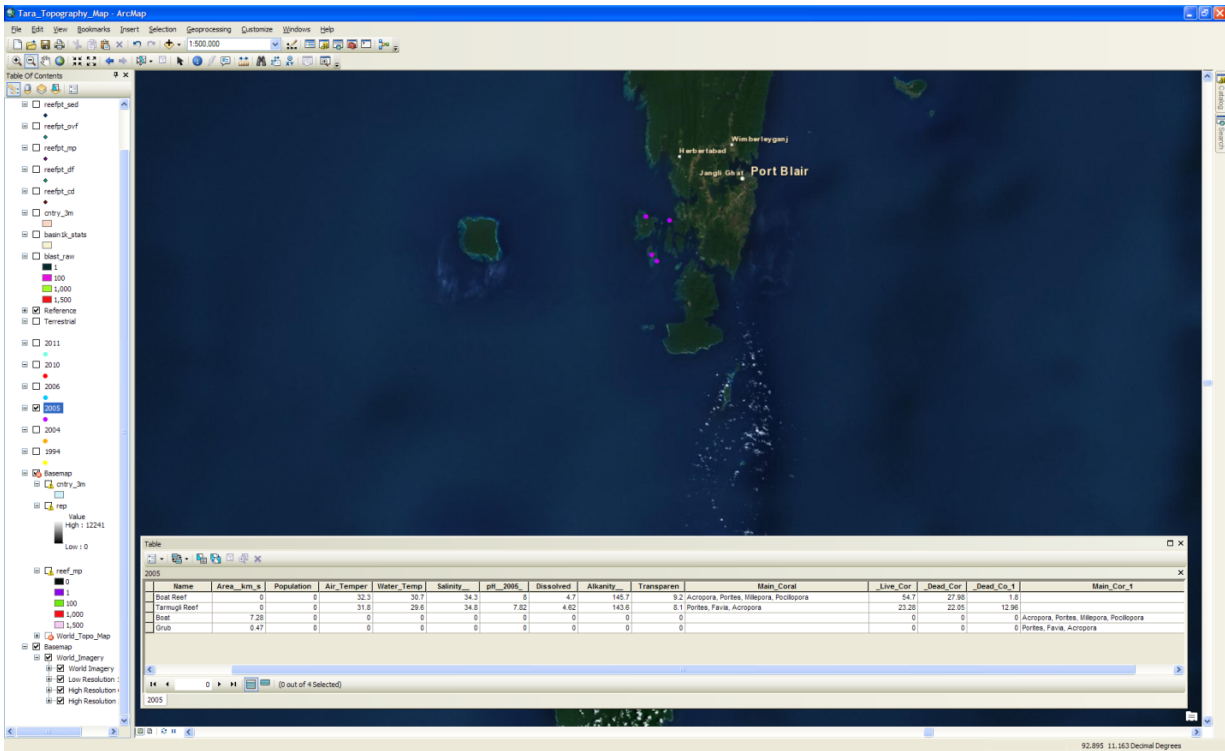 Tara_Topography_Map - ArcMap
File Edit View Bookmarks Insert Selection Geoprocessing Customize Windows Help
1:500,000
Table Of Contents
reefpt_sed
reefpt_ovf
reefpt_mp
reefpt_df
reefpt_cd
cntry_3m
basin1k_stats
blast_raw
1
100
1,000
1,500
Reference
Terrestrial
2011
2010
2006
2005
2004
1994
Basemap
cntry_3m
rep
Value
High : 12241
Low : 0
reef_mp
0
1
100
1,000
1,500
World_Topo_Map
Basemap
World_Imagery
World Imagery
Low Resolution
High Resolution
High Resolution
Wimberleyganj
Herbertabad
Jangli Ghat Port Blair
Catalog
Search
Table
2005
Name Area__km_s Population Air_Temper Water_Temp Salinity__ pH__2005_ Dissolved Alkanity__ Transparen Main_Coral _Live_Cor _Dead_Cor _Dead_Co_1 Main_Cor_1
Boat Reef 0 0 32.3 30.7 34.3 8 4.7 145.7 9.2 Acropora, Portes, Millepora, Pocillopora 54.7 27.98 1.8
Tarmugli Reef 0 0 31.8 29.6 34.8 7.82 4.62 143.6 8.1 Portes, Favia, Acropora 23.28 22.05 12.96
Boat 7.28 0 0 0 0 0 0 0 0 0 0 0 Acropora, Portes, Millepora, Pocillopora
Grub 0.47 0 0 0 0 0 0 0 0 0 0 0 Portes, Favia, Acropora
0 (0 out of 4 Selected)
2005
92.895 11.163 Decimal Degrees